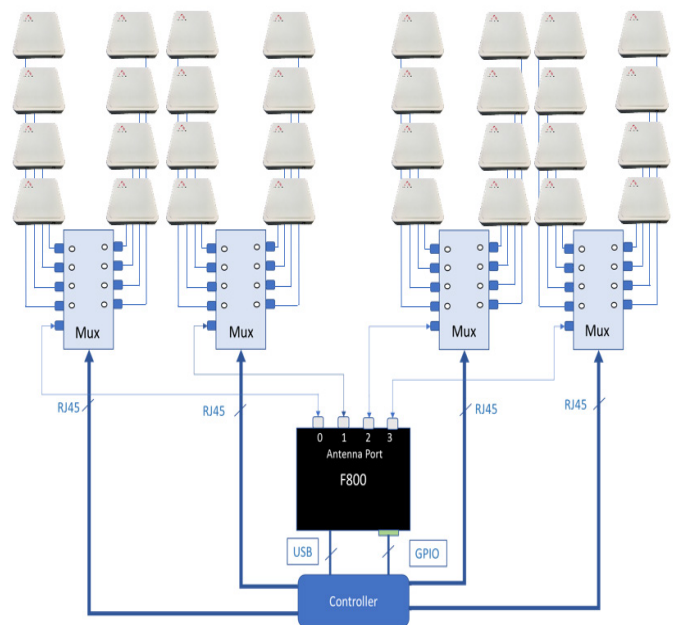 Mux
Mux
Mux
Mux
RJ45
RJ45
RJ45
RJ45
0 1 2 3
Antenna Port
F800
USB
GPIO
Controller